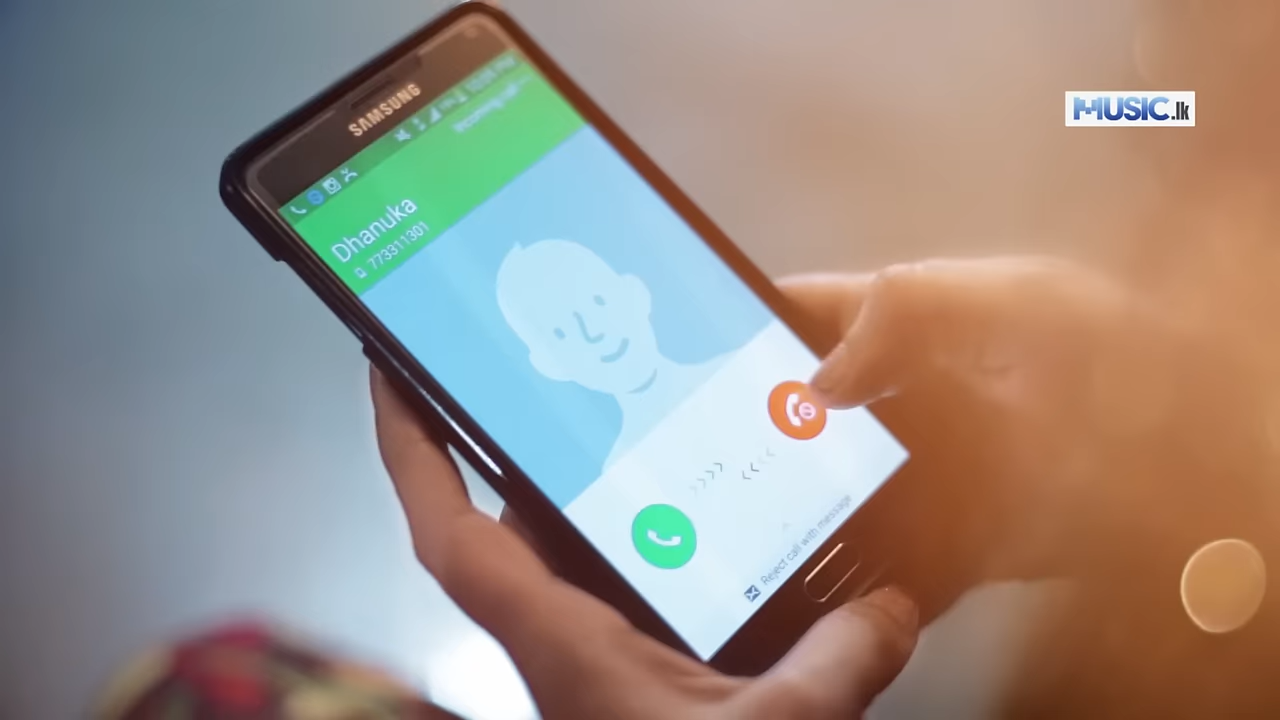 MUSIC.lk
SAMSUNG
Dhanuka
773311301
Reject call with message